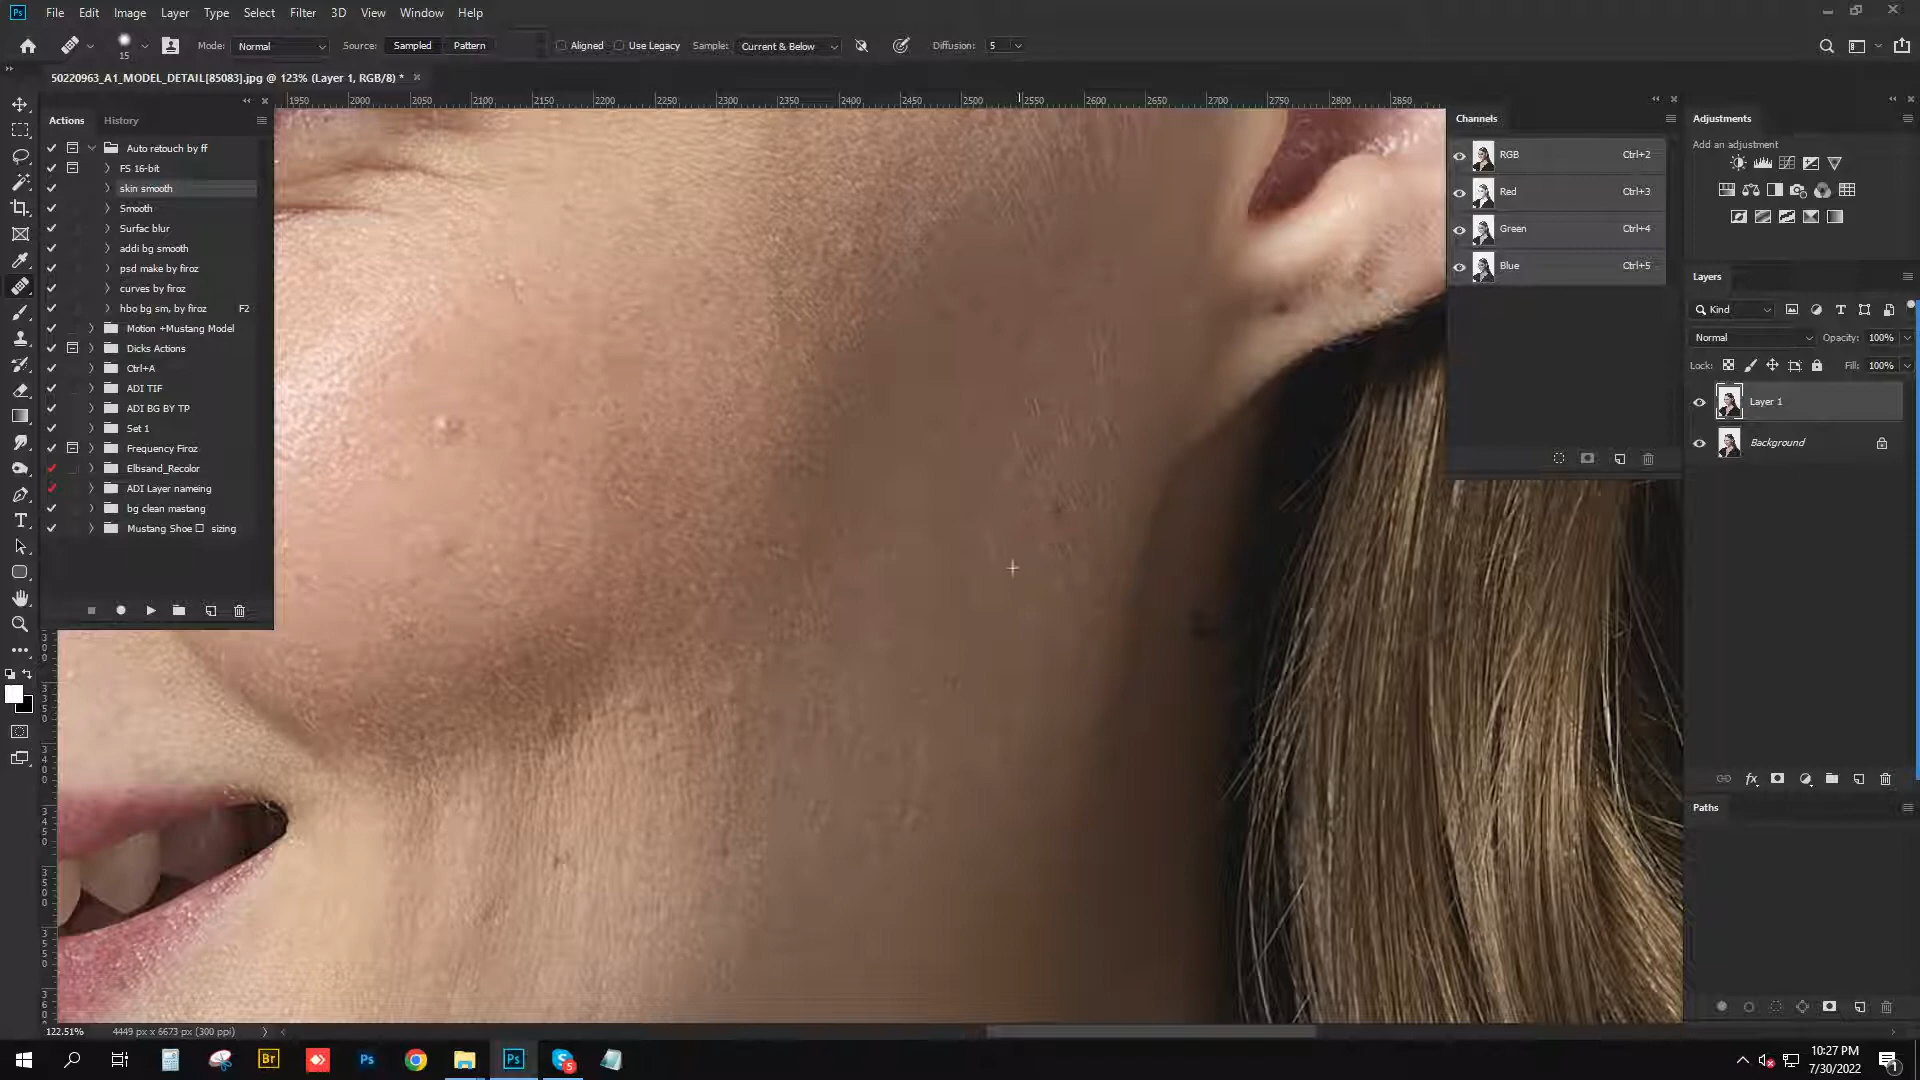 Ps File Edit Image Layer Type Select Filter 3D View Window Help
15 Mode: Normal Source: Sampled Pattern Aligned Use Legacy Sample: Current & Below Diffusion: 5
50220963_A1_MODEL_DETAIL[85083].jpg @ 123% (Layer 1, RGB/8) *
1950 2000 2050 2100 2150 2200 2250 2300 2350 2400 2450 2500 2550 2600 2650 2700 2750 2800 2850
Actions History
Auto retouch by ff
FS 16-bit
skin smooth
Smooth
Surfac blur
addi bg smooth
psd make by firoz
curves by firoz
hbo bg sm, by firoz F2
Motion +Mustang Model
Dicks Actions
Ctrl+A
ADI TIF
ADI BG BY TP
Set 1
Frequency Firoz
Elbsand_Recolor
ADI Layer nameing
bg clean mastang
Mustang Shoe □ sizing
Channels
RGB Ctrl+2
Red Ctrl+3
Green Ctrl+4
Blue Ctrl+5
Adjustments
Add an adjustment
Layers
Kind
Normal Opacity: 100%
Lock: Fill: 100%
Layer 1
Background
Paths
122.51% 4449 px x 6673 px (300 ppi)
Br Ps Ps 5
10:27 PM
7/30/2022
1